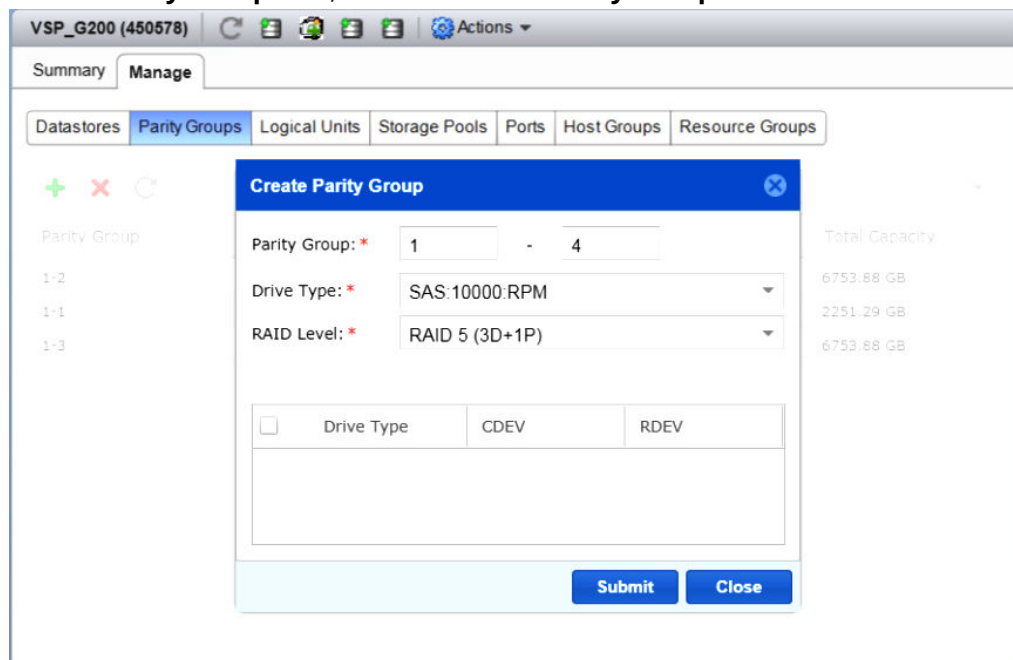 VSP_G200 (450578) Actions
Summary Manage
Datastores Parity Groups Logical Units Storage Pools Ports Host Groups Resource Groups
Create Parity Group
Parity Group Total Capacity
Parity Group: * 1 - 4
1-2 6753.88 GB
Drive Type: * SAS:10000:RPM
1-1 2251.29 GB
RAID Level: * RAID 5 (3D+1P)
1-3 6753.88 GB
Drive Type CDEV RDEV
Submit Close